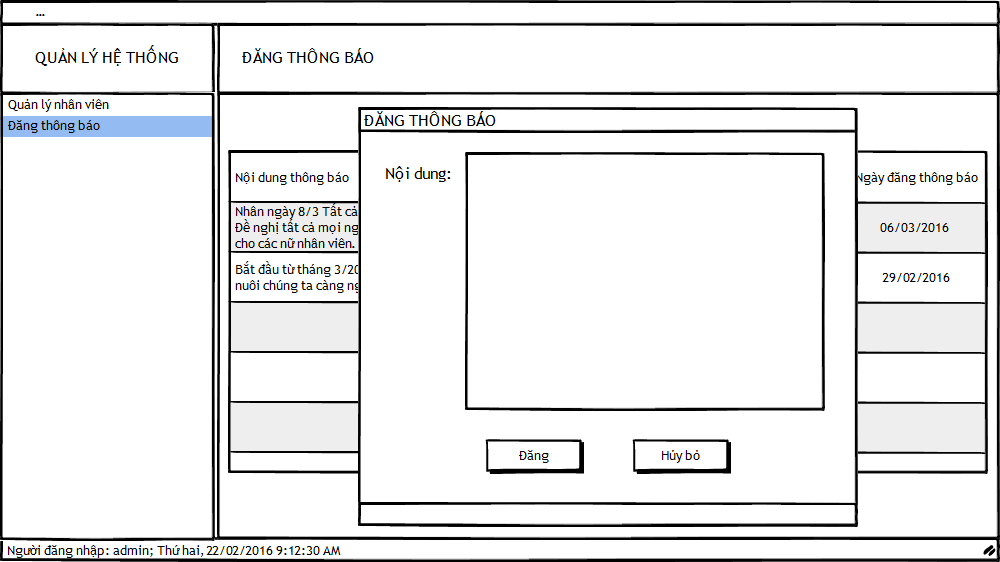 ...
QUẢN LÝ HỆ THỐNG
ĐĂNG THÔNG BÁO
Quản lý nhân viên
Đăng thông báo
ĐĂNG THÔNG BÁO
Nội dung:
Nội dung thông báo
Ngày đăng thông báo
Nhân ngày 8/3 Tất cả
Đề nghị tất cả mọi ng
cho các nữ nhân viên.
06/03/2016
Bắt đầu từ tháng 3/20
nuôi chúng ta càng ng
29/02/2016
Đăng
Hủy bỏ
Người đăng nhập: admin; Thứ hai, 22/02/2016 9:12:30 AM